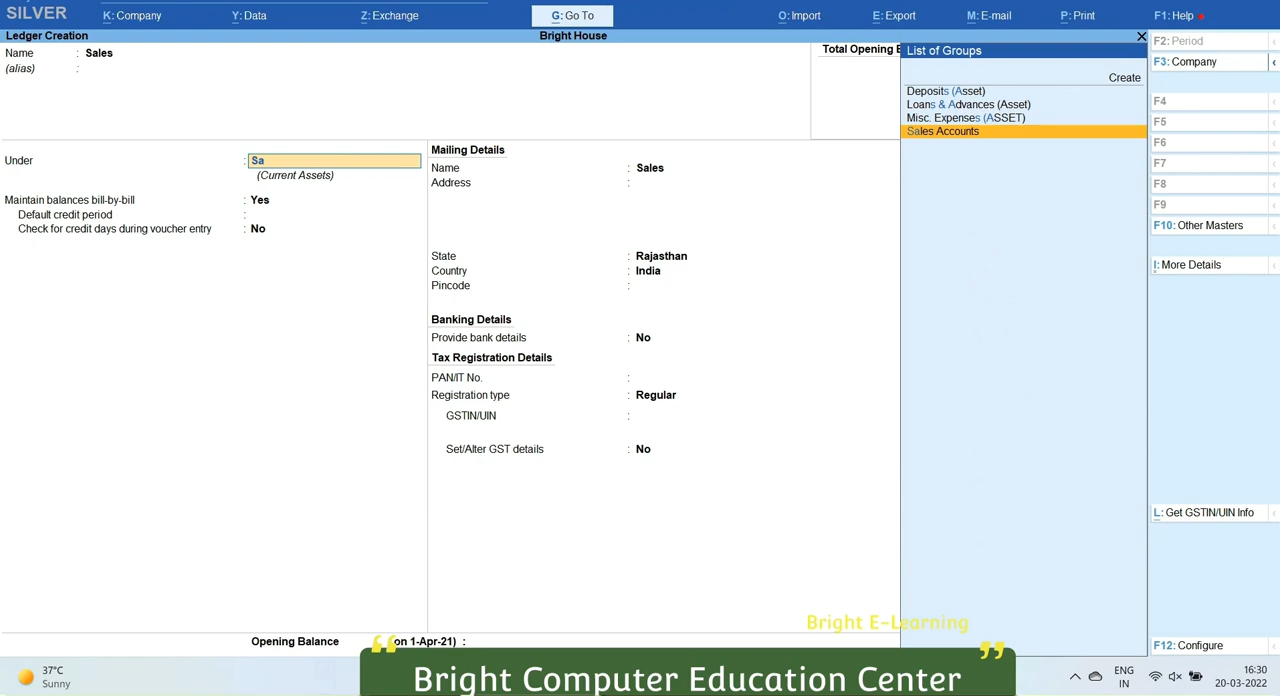 SILVER K: Company Y: Data Z: Exchange G: Go To O: Import E: Export M: E-mail P: Print F1: Help
Ledger Creation Bright House
Name : Sales
(alias) :
Total Opening B
List of Groups
Create
Deposits (Asset)
Loans & Advances (Asset)
Misc. Expenses (ASSET)
Sales Accounts
Under : Sa
(Current Assets)
Maintain balances bill-by-bill : Yes
Default credit period :
Check for credit days during voucher entry : No
Mailing Details
Name : Sales
Address :
State : Rajasthan
Country : India
Pincode :
Banking Details
Provide bank details : No
Tax Registration Details
PAN/IT No. :
Registration type : Regular
GSTIN/UIN :
Set/Alter GST details : No
F2: Period
F3: Company
F4
F5
F6
F7
F8
F9
F10: Other Masters
I: More Details
L: Get GSTIN/UIN Info
F12: Configure
Opening Balance on 1-Apr-21) :
Bright E-Learning
“ Bright Computer Education Center ”
37°C
Sunny
ENG
IN
16:30
20-03-2022